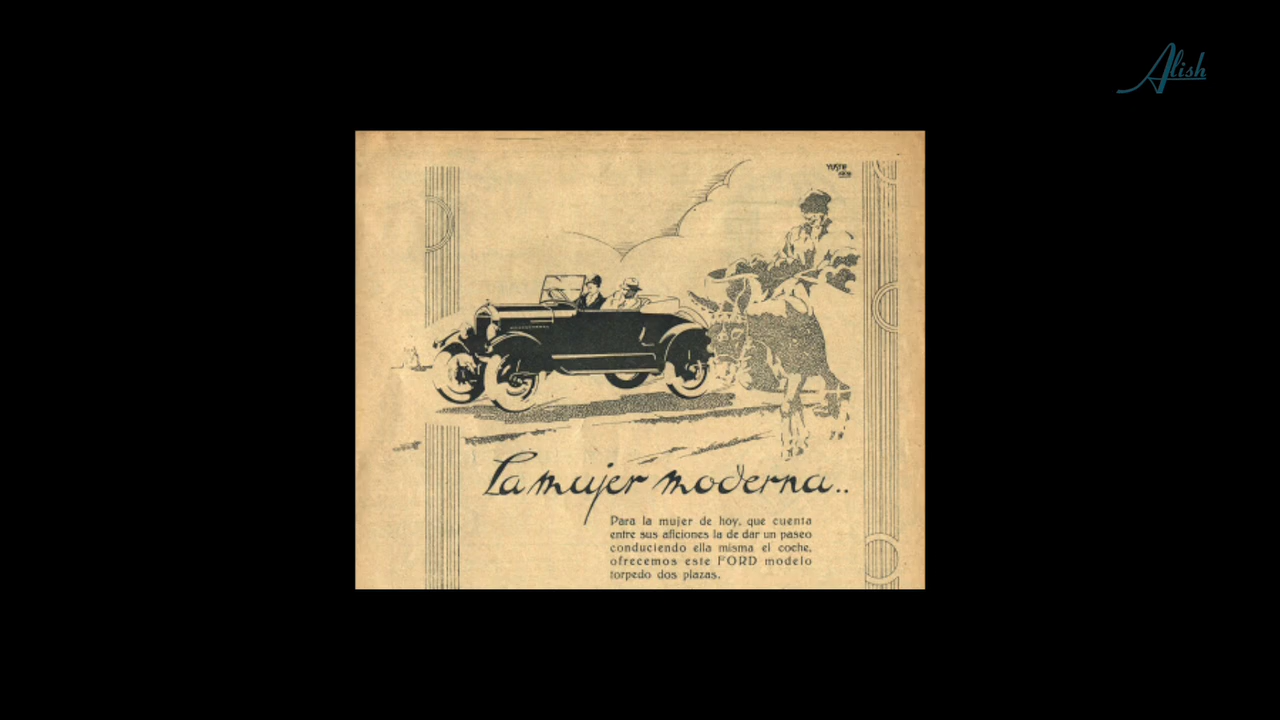 Alish
La mujer moderna..
Para la mujer de hoy, que cuenta
entre sus aficiones la de dar un paseo
conduciendo ella misma el coche,
ofrecemos este FORD modelo
torpedo dos plazas.